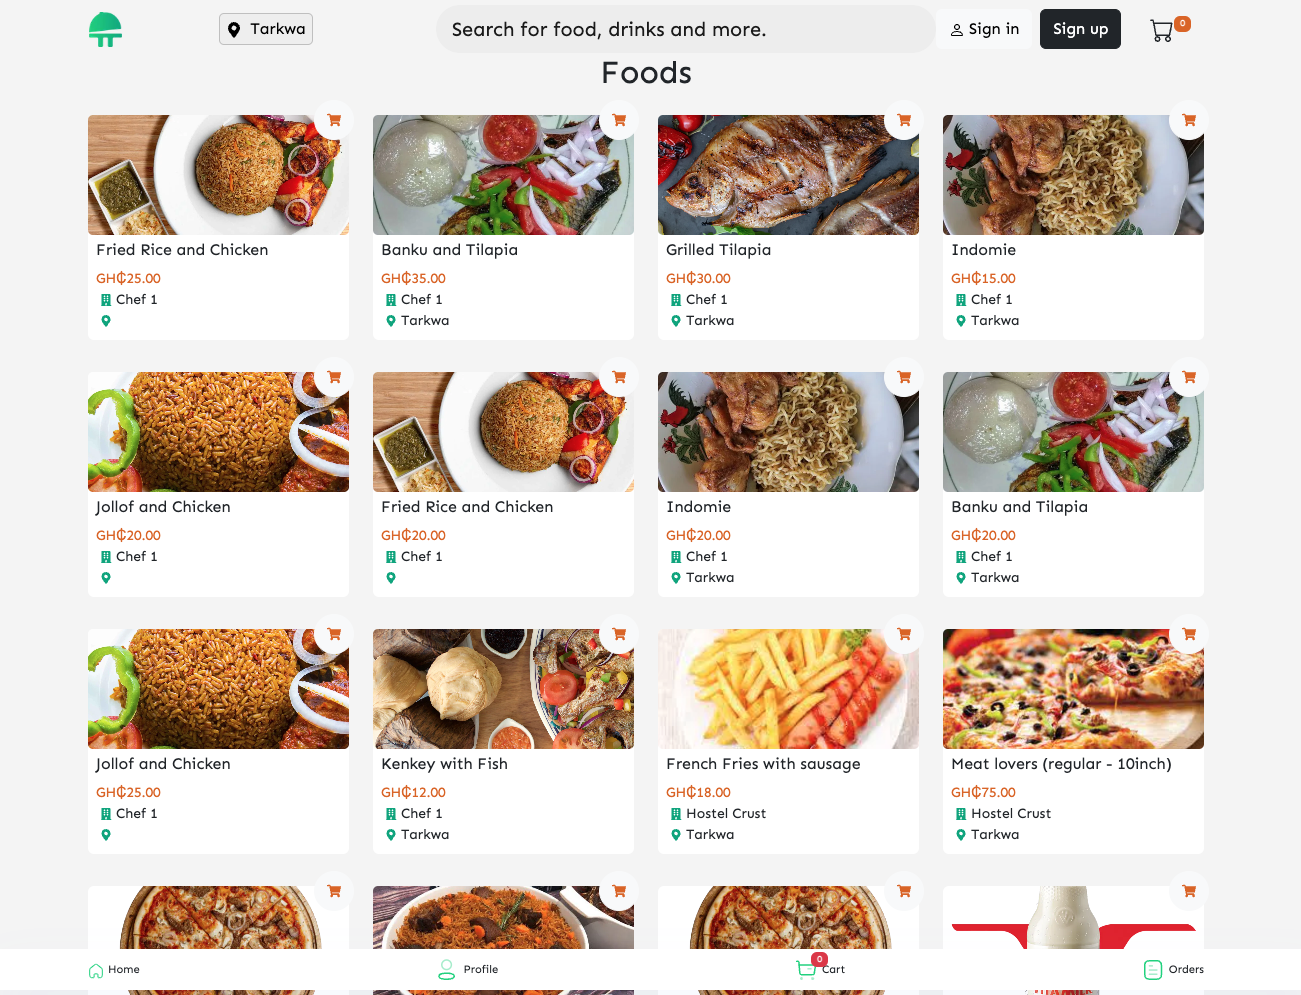 Tarkwa
Search for food, drinks and more.
Sign in
Sign up
0
Foods
Fried Rice and Chicken
GH₵25.00
Chef 1
Banku and Tilapia
GH₵35.00
Chef 1
Tarkwa
Grilled Tilapia
GH₵30.00
Chef 1
Tarkwa
Indomie
GH₵15.00
Chef 1
Tarkwa
Jollof and Chicken
GH₵20.00
Chef 1
Fried Rice and Chicken
GH₵20.00
Chef 1
Indomie
GH₵20.00
Chef 1
Tarkwa
Banku and Tilapia
GH₵20.00
Chef 1
Tarkwa
Jollof and Chicken
GH₵25.00
Chef 1
Kenkey with Fish
GH₵12.00
Chef 1
Tarkwa
French Fries with sausage
GH₵18.00
Hostel Crust
Tarkwa
Meat lovers (regular - 10inch)
GH₵75.00
Hostel Crust
Tarkwa
Home
Profile
0
Cart
Orders